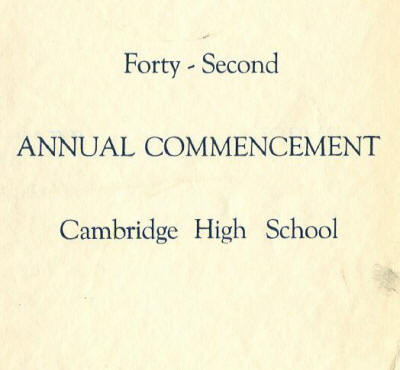 Forty - Second
ANNUAL COMMENCEMENT
Cambridge High School